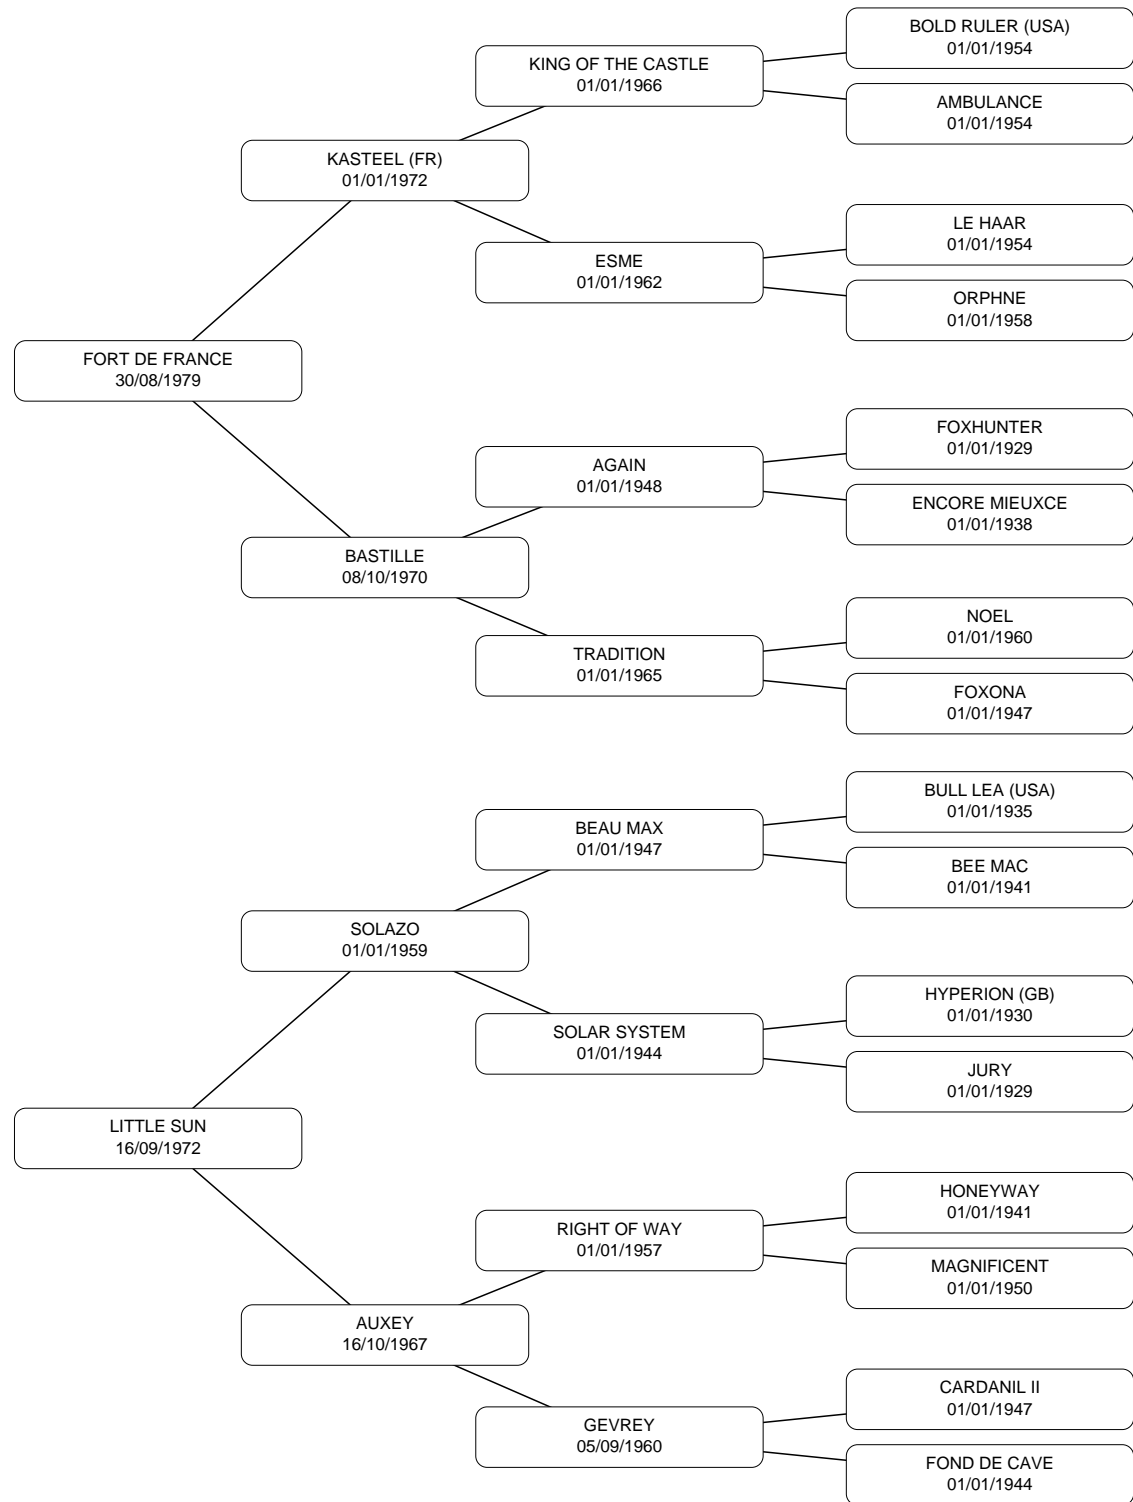 BOLD RULER (USA)
01/01/1954
KING OF THE CASTLE
01/01/1966
AMBULANCE
01/01/1954
KASTEEL (FR)
01/01/1972
LE HAAR
01/01/1954
ESME
01/01/1962
ORPHNE
01/01/1958
FORT DE FRANCE
30/08/1979
FOXHUNTER
01/01/1929
AGAIN
01/01/1948
ENCORE MIEUXCE
01/01/1938
BASTILLE
08/10/1970
NOEL
01/01/1960
TRADITION
01/01/1965
FOXONA
01/01/1947
BULL LEA (USA)
01/01/1935
BEAU MAX
01/01/1947
BEE MAC
01/01/1941
SOLAZO
01/01/1959
HYPERION (GB)
01/01/1930
SOLAR SYSTEM
01/01/1944
JURY
01/01/1929
LITTLE SUN
16/09/1972
HONEYWAY
01/01/1941
RIGHT OF WAY
01/01/1957
MAGNIFICENT
01/01/1950
AUXEY
16/10/1967
CARDANIL II
01/01/1947
GEVREY
05/09/1960
FOND DE CAVE
01/01/1944